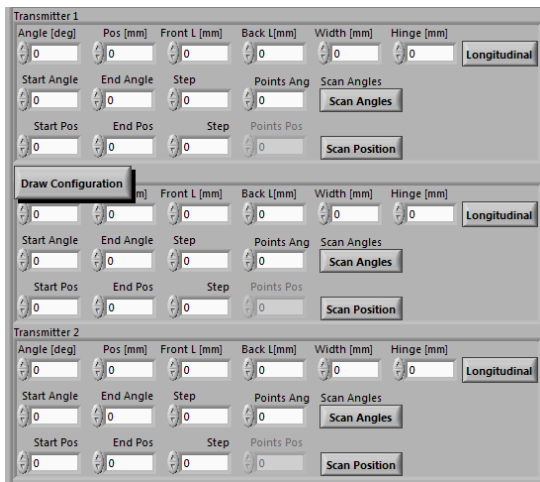 Transmitter 1
Angle [deg] Pos [mm] Front L [mm] Back L[mm] Width [mm] Hinge [mm]
0 0 0 0 0 0 Longitudinal
Start Angle End Angle Step Points Ang Scan Angles
0 0 0 0 Scan Angles
Start Pos End Pos Step Points Pos
0 0 0 0 Scan Position
Draw Configuration
Front L [mm] Back L[mm] Width [mm] Hinge [mm]
0 0 0 0 0 0 Longitudinal
Start Angle End Angle Step Points Ang Scan Angles
0 0 0 0 Scan Angles
Start Pos End Pos Step Points Pos
0 0 0 0 Scan Position
Transmitter 2
Angle [deg] Pos [mm] Front L [mm] Back L[mm] Width [mm] Hinge [mm]
0 0 0 0 0 0 Longitudinal
Start Angle End Angle Step Points Ang Scan Angles
0 0 0 0 Scan Angles
Start Pos End Pos Step Points Pos
0 0 0 0 Scan Position